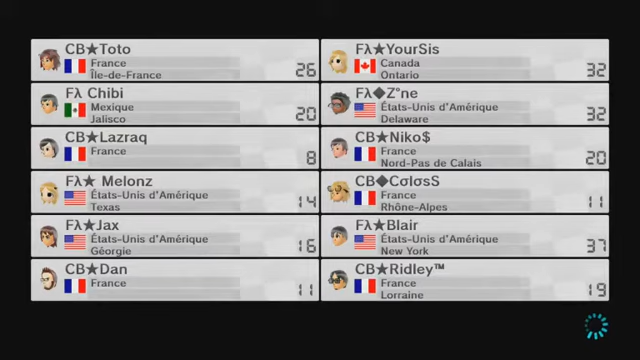 CB★Toto
France
Île-de-France
26
Fλ Chibi
Mexique
Jalisco
20
CB★Lazraq
France
8
Fλ★ Melonz
États-Unis d'Amérique
Texas
14
Fλ★Jax
États-Unis d'Amérique
Géorgie
16
CB★Dan
France
11
Fλ★YourSis
Canada
Ontario
32
Fλ◆Z°ne
États-Unis d'Amérique
Delaware
32
CB★Niko$
France
Nord-Pas de Calais
20
CB◆CσlσsS
France
Rhône-Alpes
11
Fλ★Blair
États-Unis d'Amérique
New York
37
CB★Ridley™
France
Lorraine
19